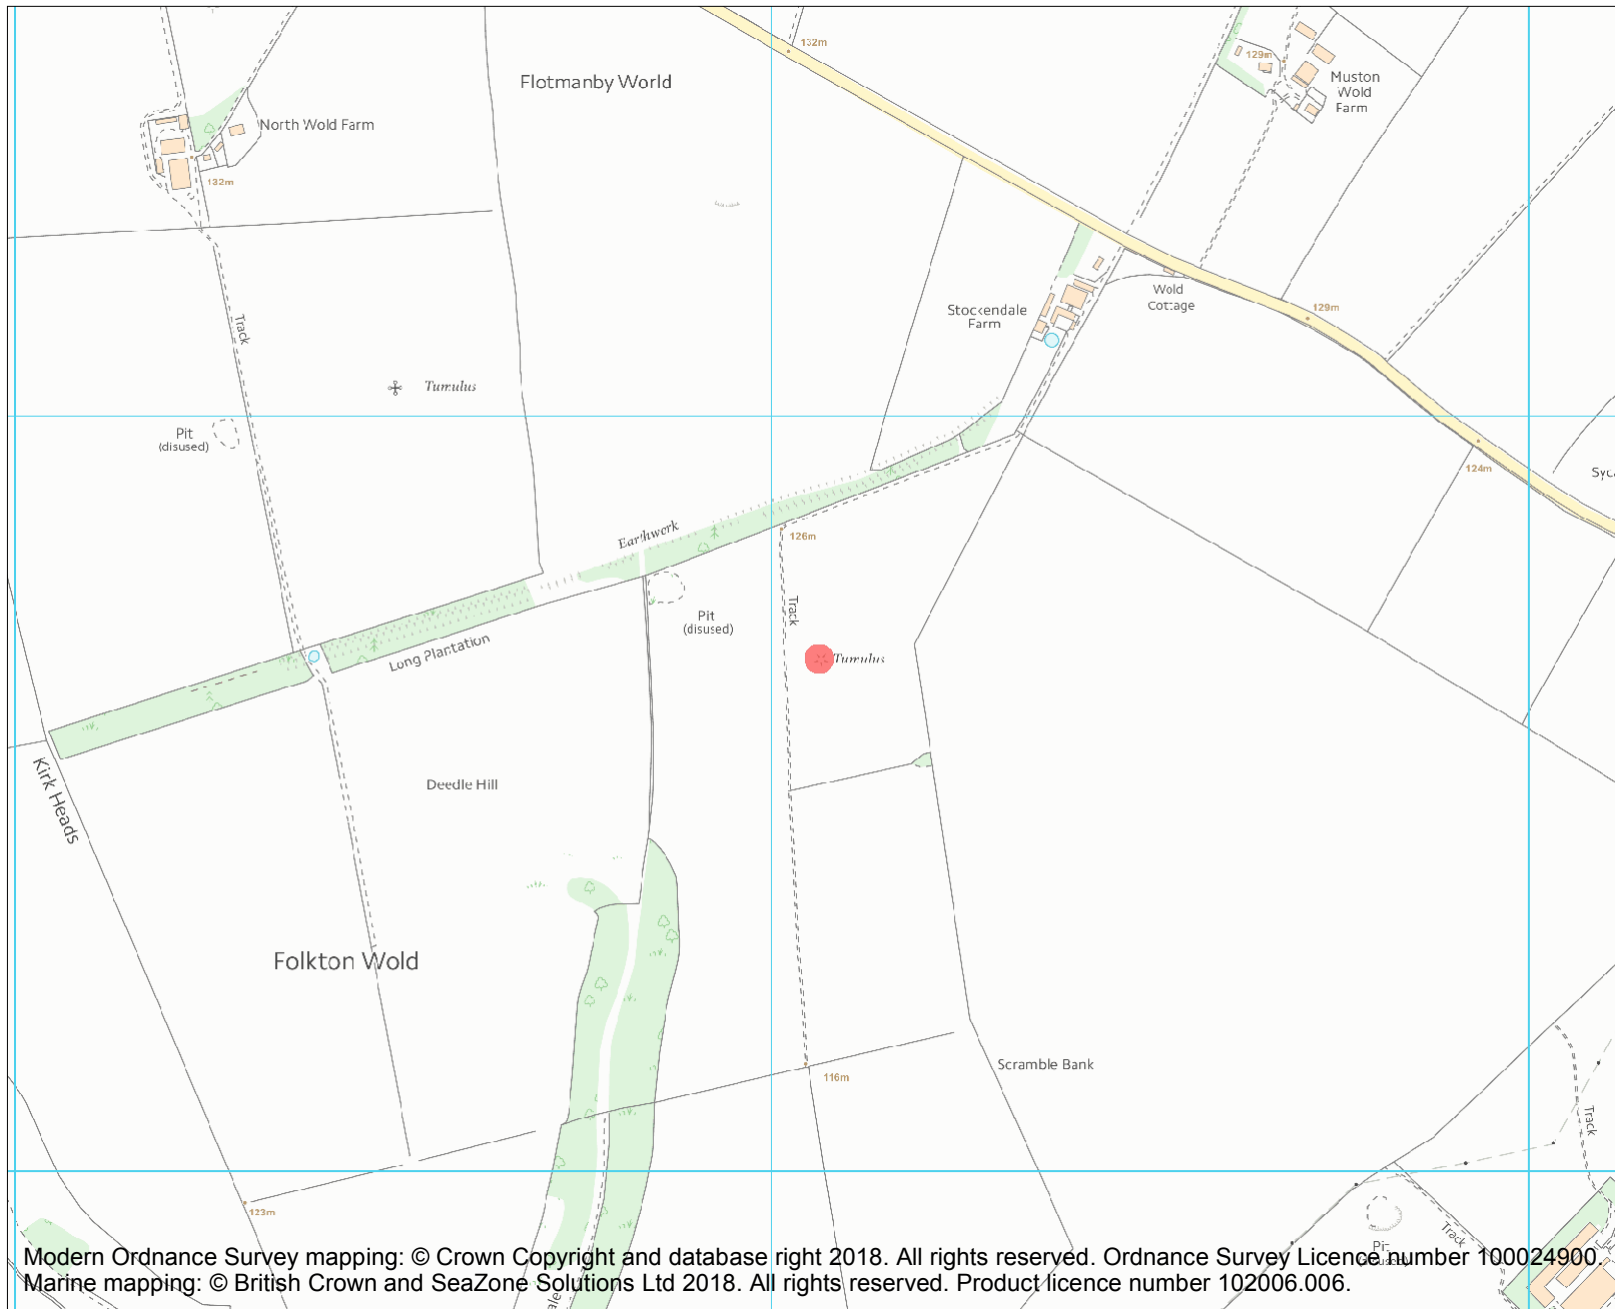 132m
129m
Flotmanby World
Muston
Wold
Farm
North Wold Farm
132m
Wold
Cottage
Stockendale
Farm
129m
Track
Tumulus
Pit
(disused)
124m
Earthwork
126m
Track
Pit
(disused)
Long Plantation
Tumulus
Kirk Heads
Deedle Hill
Folkton Wold
Scramble Bank
116m
Track
123m
Track
Modern Ordnance Survey mapping: © Crown Copyright and database right 2018. All rights reserved. Ordnance Survey Licence number 100024900.
Marine mapping: © British Crown and SeaZone Solutions Ltd 2018. All rights reserved. Product licence number 102006.006.